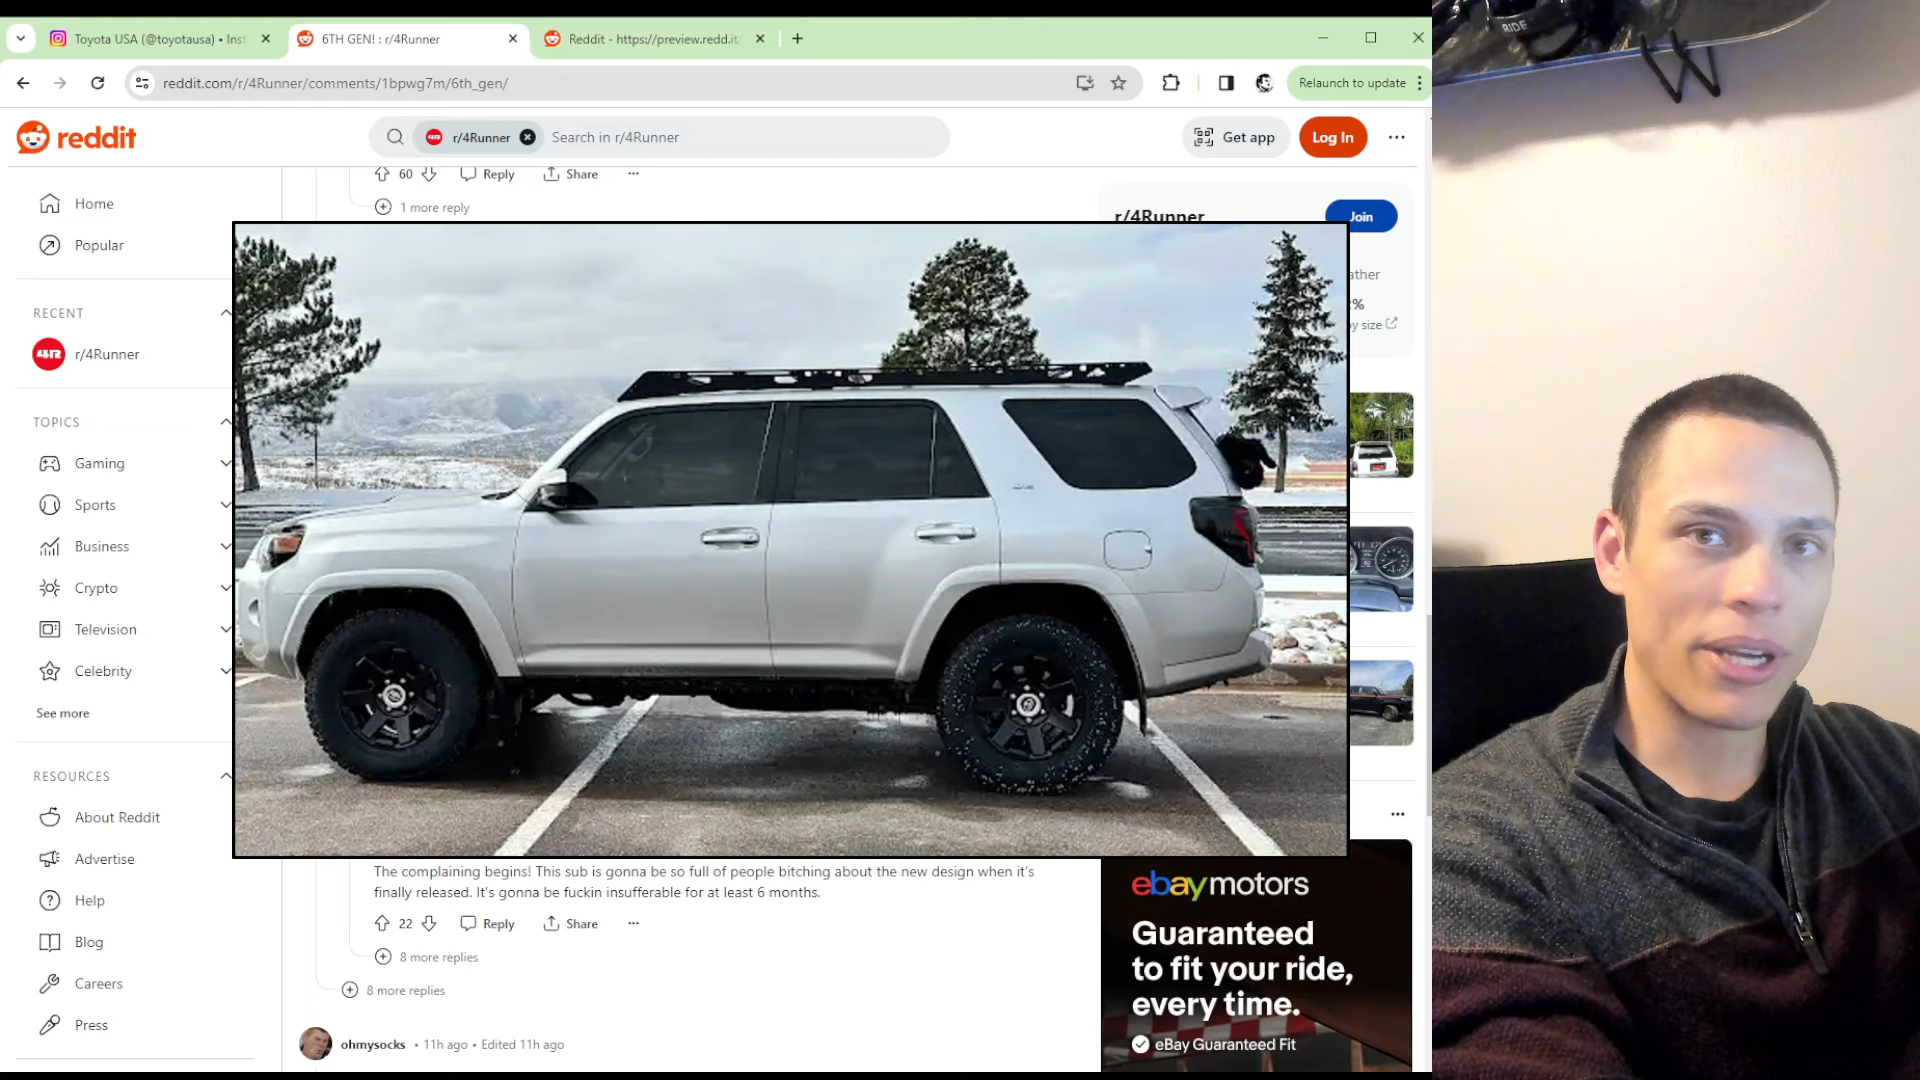 Toyota USA (@toyotausa) • Inst
6TH GEN! : r/4Runner
Reddit - https://preview.redd.it
reddit.com/r/4Runner/comments/1bpwg7m/6th_gen/
Relaunch to update
reddit
r/4Runner
Search in r/4Runner
Get app
Log In
Home
Popular
RECENT
r/4Runner
TOPICS
Gaming
Sports
Business
Crypto
Television
Celebrity
See more
RESOURCES
About Reddit
Advertise
Help
Blog
Careers
Press
60
Reply
Share
1 more reply
The complaining begins! This sub is gonna be so full of people bitching about the new design when it's
finally released. It's gonna be fuckin insufferable for at least 6 months.
22
Reply
Share
8 more replies
8 more replies
ohmysocks • 11h ago • Edited 11h ago
r/4Runner
Join
ather
%
by size
ebay motors
Guaranteed
to fit your ride,
every time.
eBay Guaranteed Fit
RIDE
4R